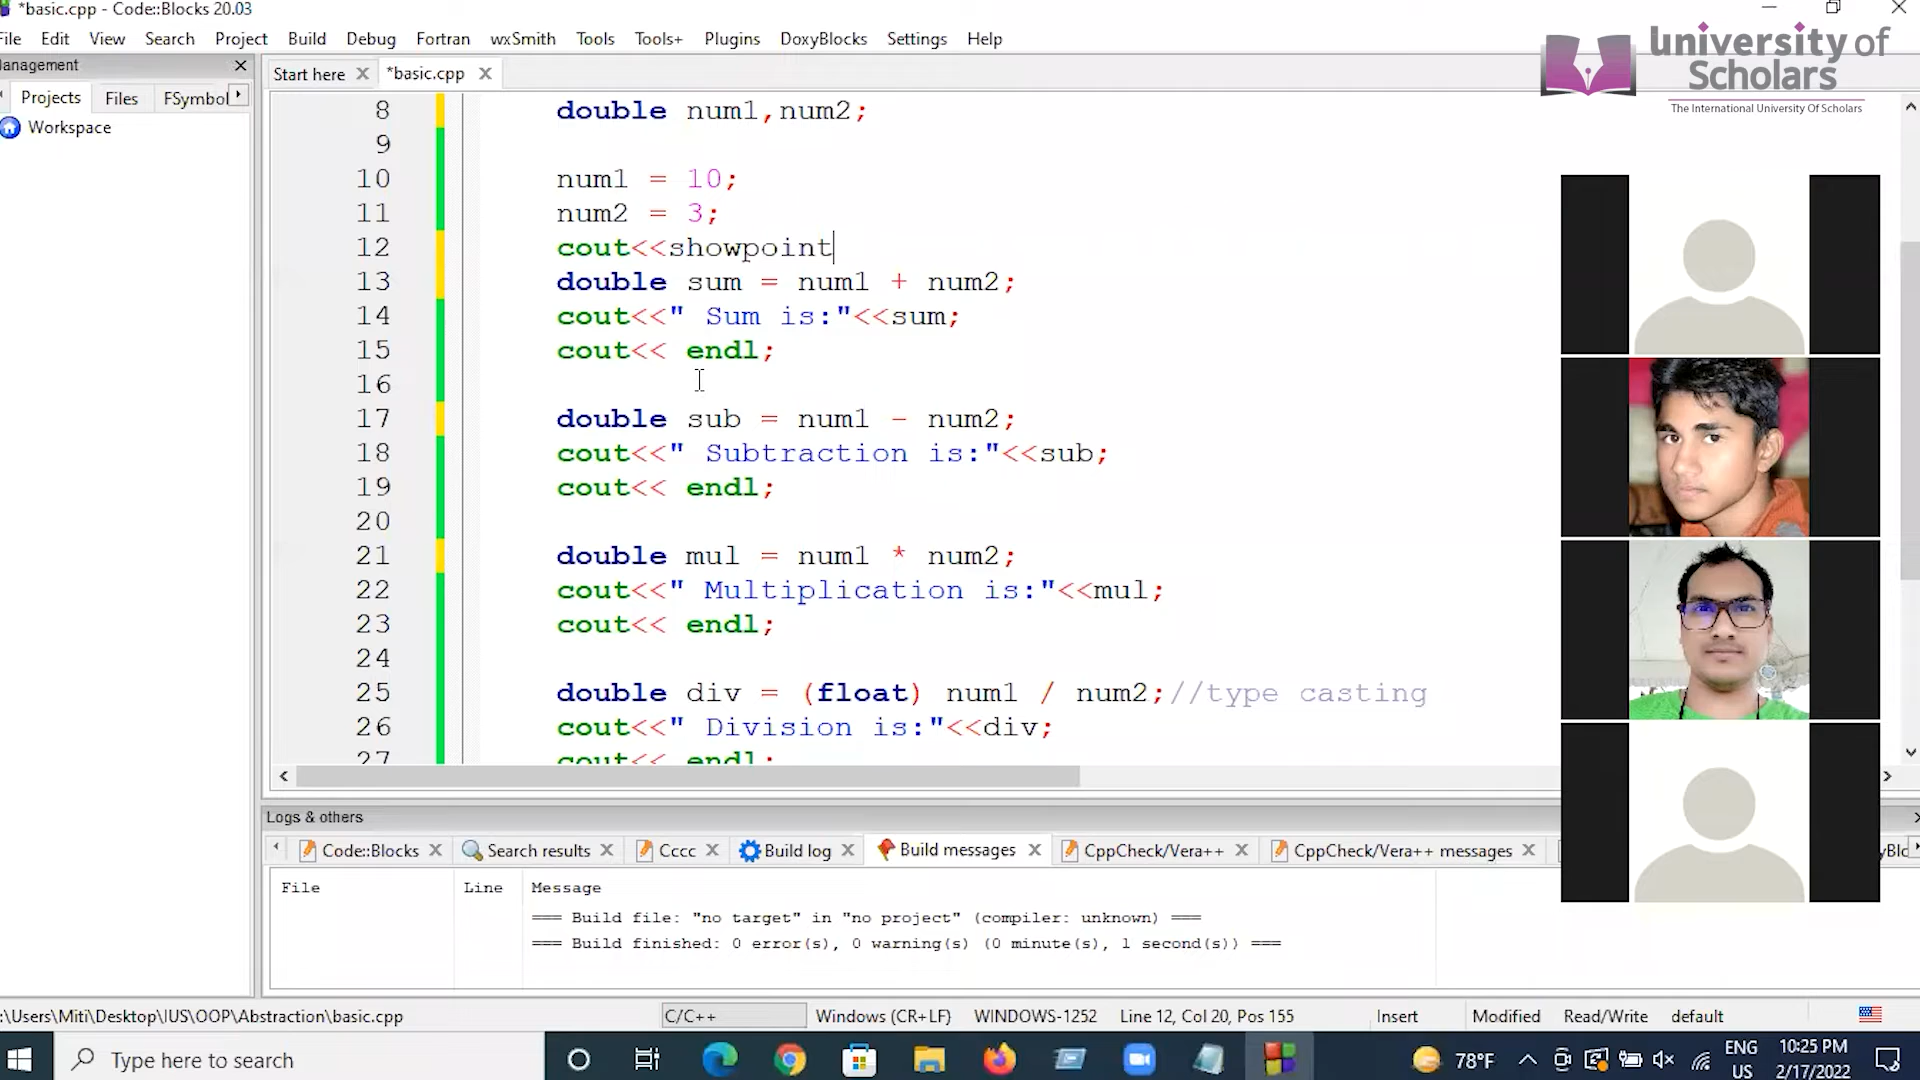 *basic.cpp - Code::Blocks 20.03
File Edit View Search Project Build Debug Fortran wxSmith Tools Tools+ Plugins DoxyBlocks Settings Help
university of
Scholars
The International University Of Scholars
anagement
Projects Files FSymbol
Workspace
Start here *basic.cpp
8 double num1,num2;
9
10 num1 = 10;
11 num2 = 3;
12 cout<<showpoint
13 double sum = num1 + num2;
14 cout<<" Sum is:"<<sum;
15 cout<< endl;
16
17 double sub = num1 - num2;
18 cout<<" Subtraction is:"<<sub;
19 cout<< endl;
20
21 double mul = num1 * num2;
22 cout<<" Multiplication is:"<<mul;
23 cout<< endl;
24
25 double div = (float) num1 / num2;//type casting
26 cout<<" Division is:"<<div;
27 cout<< endl;
Logs & others
Code::Blocks Search results Cccc Build log Build messages CppCheck/Vera++ CppCheck/Vera++ messages
File Line Message
=== Build file: "no target" in "no project" (compiler: unknown) ===
=== Build finished: 0 error(s), 0 warning(s) (0 minute(s), 1 second(s)) ===
:\Users\Miti\Desktop\IUS\OOP\Abstraction\basic.cpp C/C++ Windows (CR+LF) WINDOWS-1252 Line 12, Col 20, Pos 155 Insert Modified Read/Write default
Type here to search
78°F
ENG
US
10:25 PM
2/17/2022